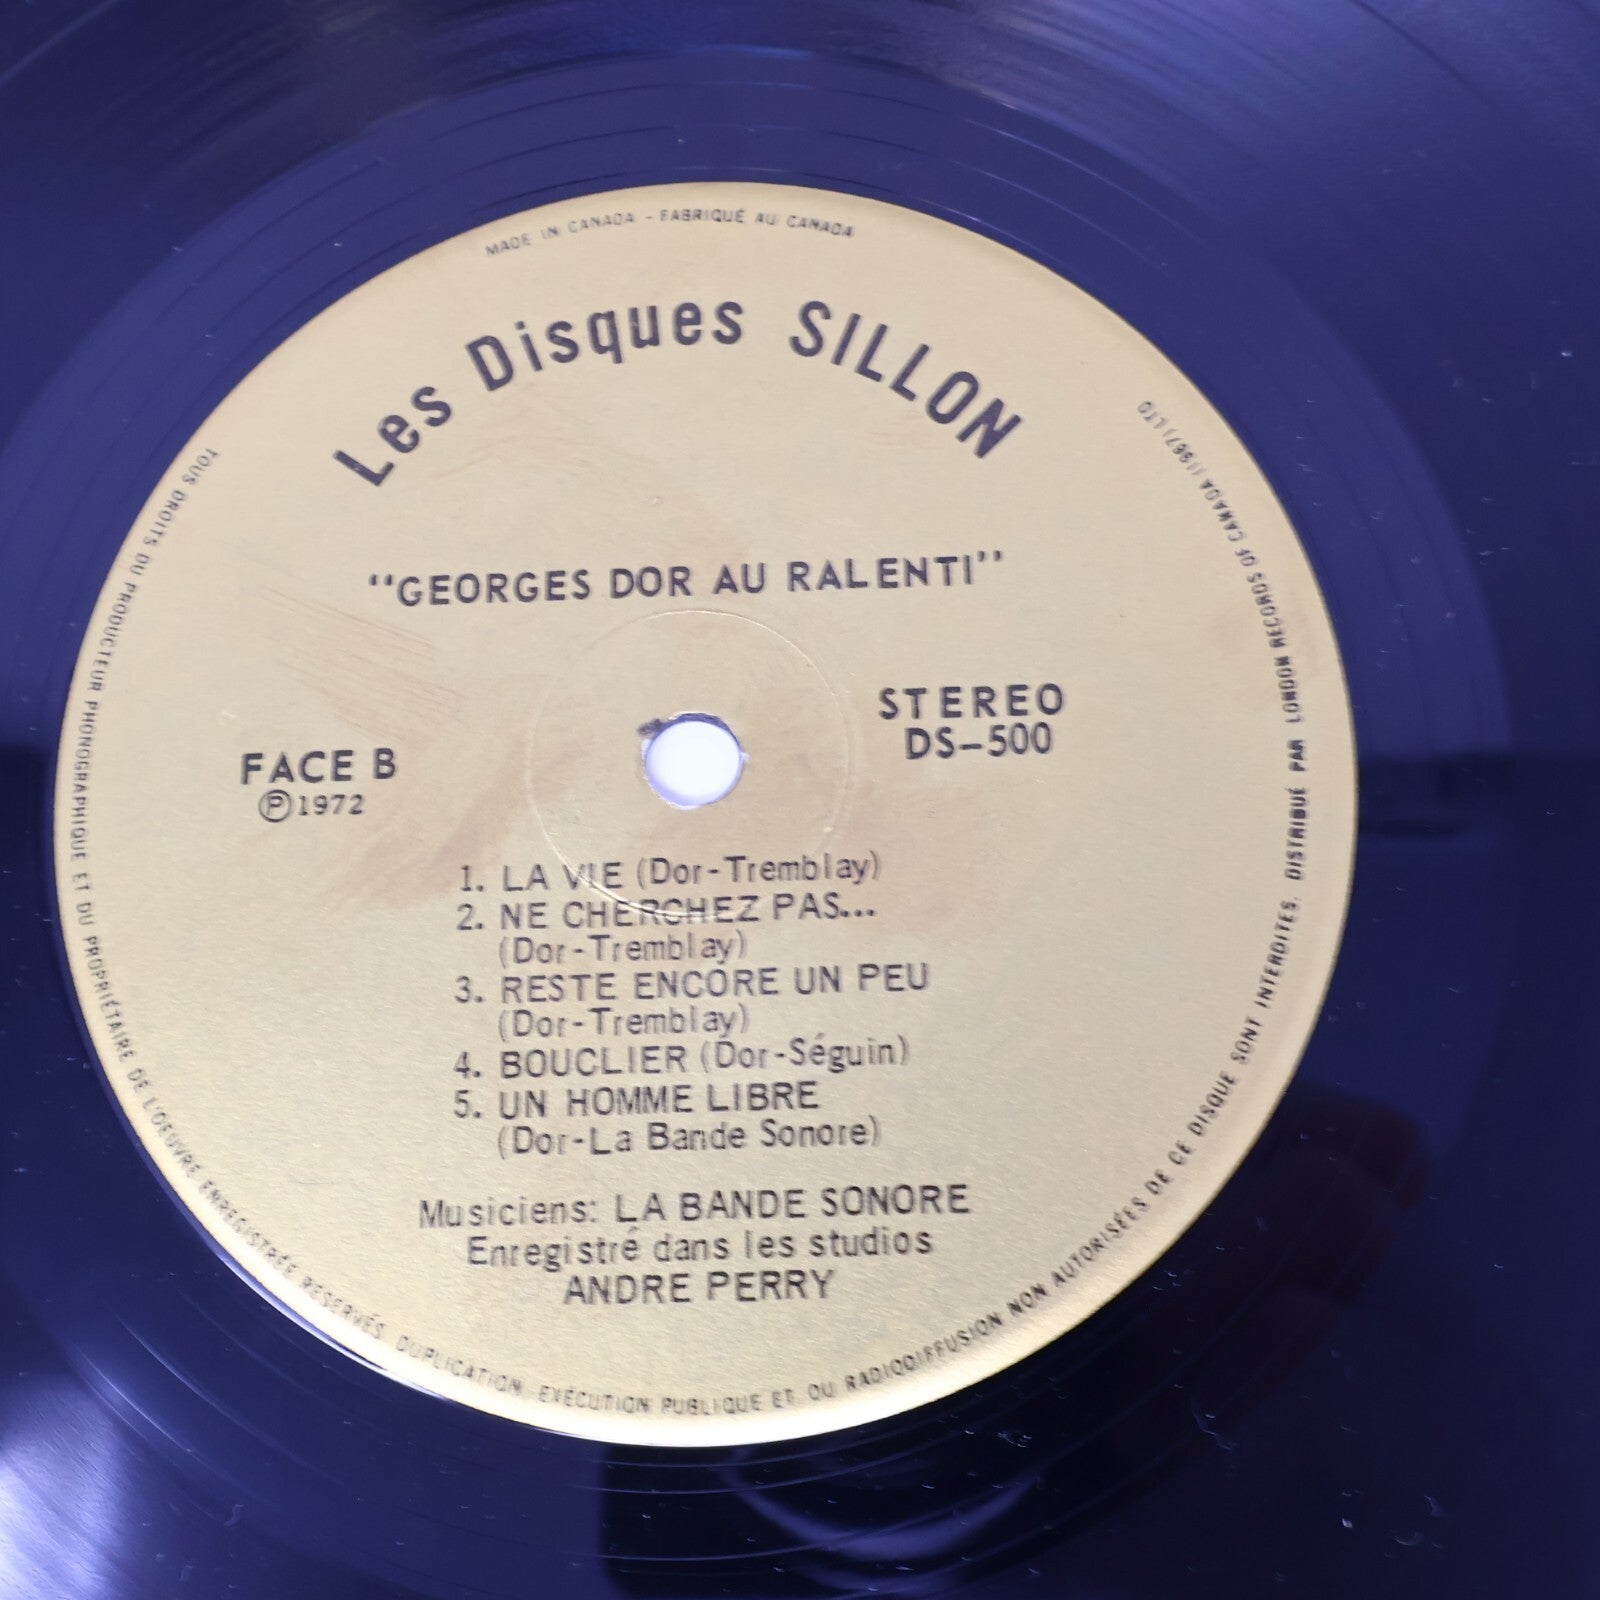 MADE IN CANADA - FABRIQUÉ AU CANADA
Les Disques SILLON
"GEORGES DOR AU RALENTI"
STEREO
DS-500
FACE B
Ⓟ1972
1. LA VIE (Dor-Tremblay)
2. NE CHERCHEZ PAS...
(Dor-Tremblay)
3. RESTE ENCORE UN PEU
(Dor-Tremblay)
4. BOUCLIER (Dor-Séguin)
5. UN HOMME LIBRE
(Dor-La Bande Sonore)
Musiciens: LA BANDE SONORE
Enregistré dans les studios
ANDRE PERRY
TOUS DROITS DU PRODUCTEUR PHONOGRAPHIQUE ET DU PROPRIÉTAIRE DE L'OEUVRE ENREGISTRÉE RÉSERVÉS. DUPLICATION, EXÉCUTION PUBLIQUE ET OU RADIODIFFUSION NON AUTORISÉES DE CE DISQUE SONT INTERDITES. DISTRIBUÉ PAR LONDON RECORDS OF CANADA (1967) LTD